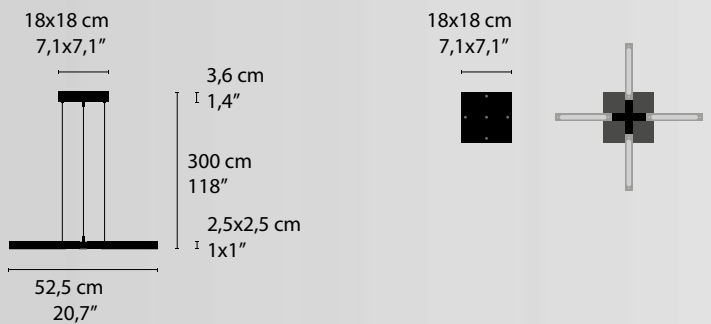 18x18 cm
7,1x7,1”
3,6 cm
1,4”
300 cm
118”
2,5x2,5 cm
1x1”
52,5 cm
20,7”
18x18 cm
7,1x7,1”